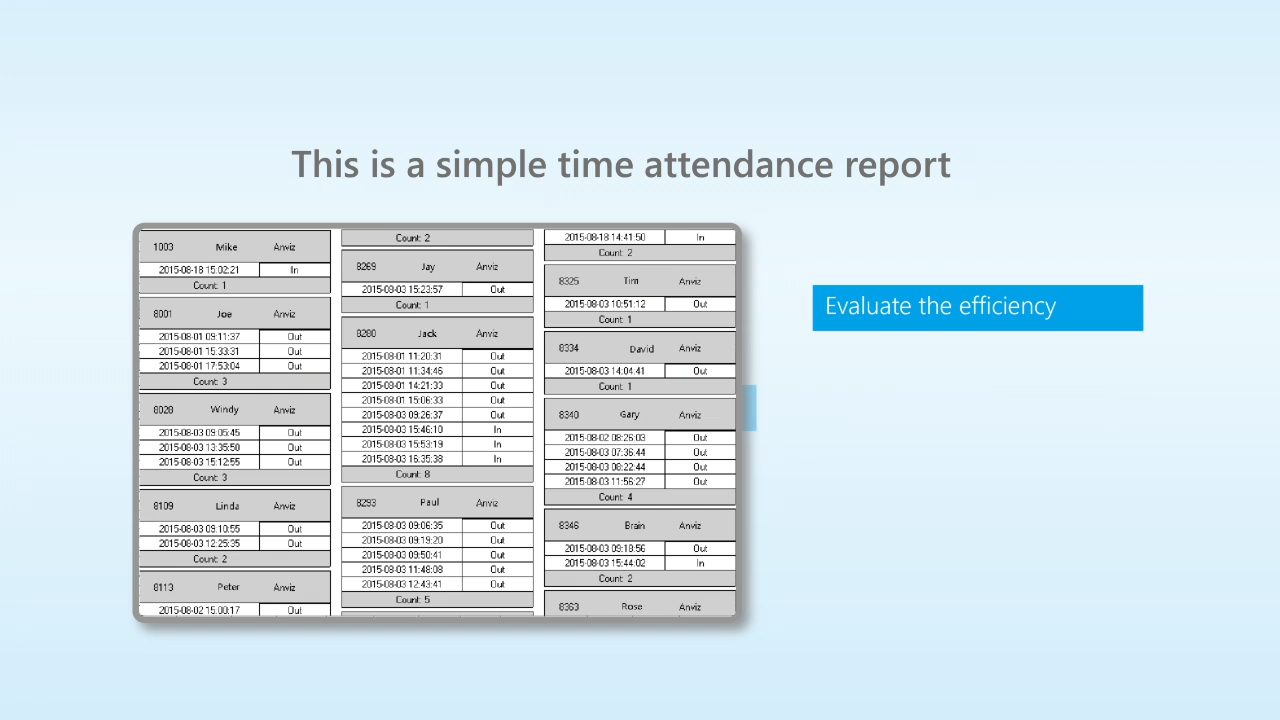 This is a simple time attendance report
1003 Mike Anviz
2015-08-18 15:02:21 In
Count: 1
8001 Joe Anviz
2015-08-01 09:11:37 Out
2015-08-01 15:33:31 Out
2015-08-01 17:53:04 Out
Count: 3
8028 Windy Anviz
2015-08-03 09:05:45 Out
2015-08-03 13:35:50 Out
2015-08-03 15:12:55 Out
Count: 3
8109 Linda Anviz
2015-08-03 09:10:55 Out
2015-08-03 12:25:35 Out
Count: 2
8113 Peter Anviz
2015-08-02 15:00:17 Out
Count: 2
8269 Jay Anviz
2015-08-03 15:23:57 Out
Count: 1
8280 Jack Anviz
2015-08-01 11:20:31 Out
2015-08-01 11:34:46 Out
2015-08-01 14:21:33 Out
2015-08-01 15:06:33 Out
2015-08-03 09:26:37 Out
2015-08-03 15:46:10 In
2015-08-03 15:53:19 In
2015-08-03 16:35:38 In
Count: 8
8293 Paul Anviz
2015-08-03 09:06:35 Out
2015-08-03 09:19:20 Out
2015-08-03 09:50:41 Out
2015-08-03 11:48:08 Out
2015-08-03 12:43:41 Out
Count: 5
2015-08-18 14:41:50 In
Count: 2
8325 Tim Anviz
2015-08-03 10:51:12 Out
Count: 1
8334 David Anviz
2015-08-03 14:04:41 Out
Count: 1
8340 Gary Anviz
2015-08-02 08:26:03 Out
2015-08-03 07:36:44 Out
2015-08-03 08:22:44 Out
2015-08-03 11:56:27 Out
Count: 4
8346 Brain Anviz
2015-08-03 09:18:56 Out
2015-08-03 15:44:02 In
Count: 2
8363 Rose Anviz
Evaluate the efficiency